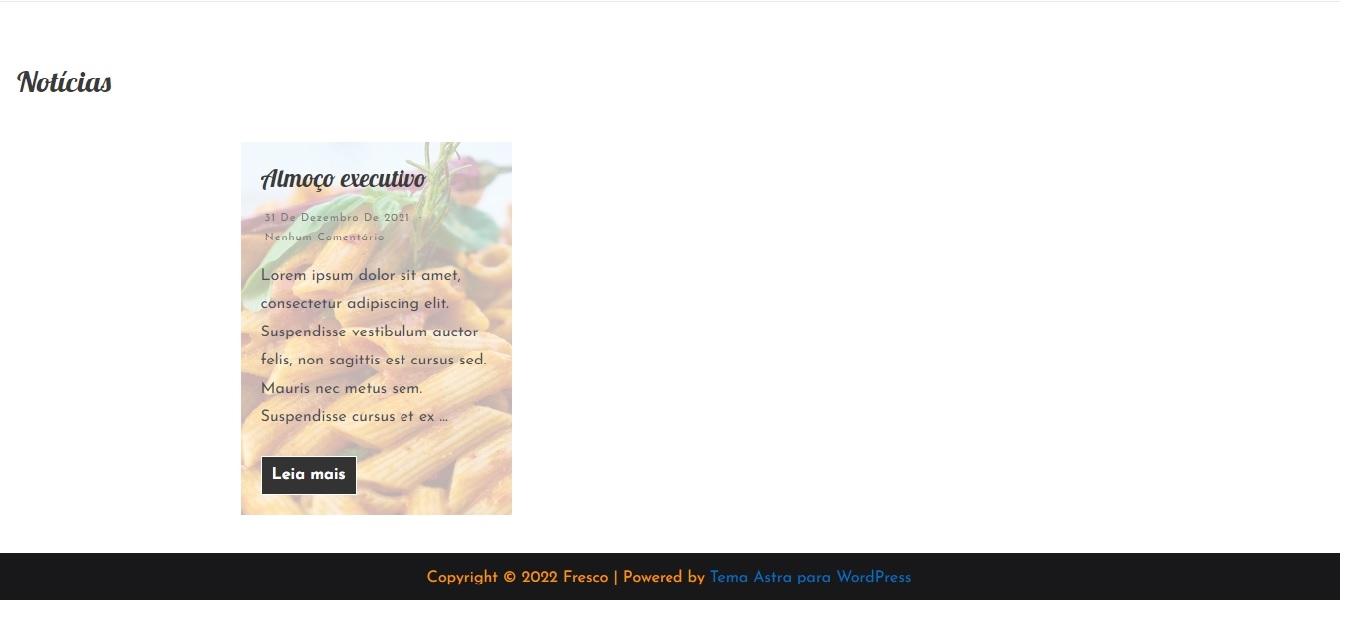 Notícias
Almoço executivo
31 De Dezembro De 2021 -
Nenhum Comentário
Lorem ipsum dolor sit amet,
consectetur adipiscing elit.
Suspendisse vestibulum auctor
felis, non sagittis est cursus sed.
Mauris nec metus sem.
Suspendisse cursus et ex ...
Leia mais
Copyright © 2022 Fresco | Powered by Tema Astra para WordPress